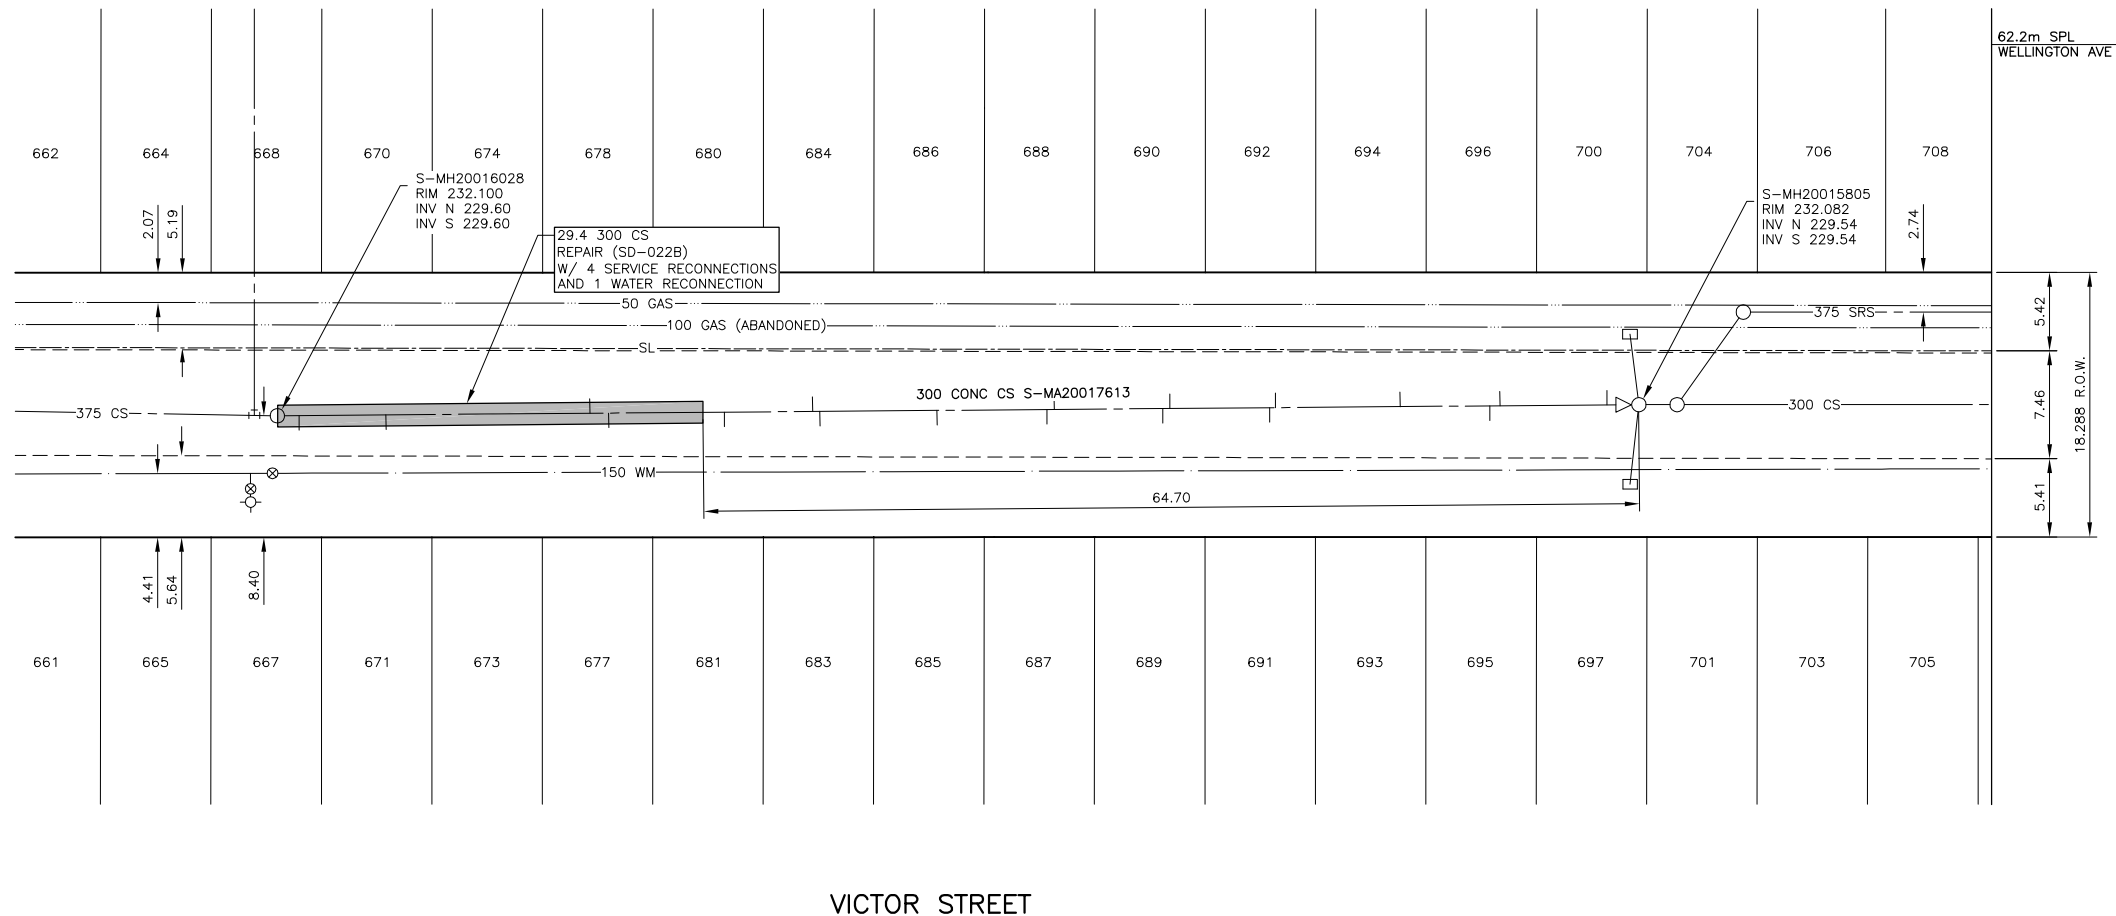 62.2m SPL
WELLINGTON AVE
662 664 668 670 674 678 680 684 686 688 690 692 694 696 700 704 706 708
S-MH20016028
RIM 232.100
INV N 229.60
INV S 229.60
S-MH20015805
RIM 232.082
INV N 229.54
INV S 229.54
2.07
5.19
2.74
29.4 300 CS
REPAIR (SD-022B)
W/ 4 SERVICE RECONNECTIONS
AND 1 WATER RECONNECTION
50 GAS
100 GAS (ABANDONED)
375 SRS
SL
5.42
300 CONC CS S-MA20017613
375 CS
300 CS
7.46
18.288 R.O.W.
150 WM
64.70
5.41
4.41
5.64
8.40
661 665 667 671 673 677 681 683 685 687 689 691 693 695 697 701 703 705
VICTOR STREET